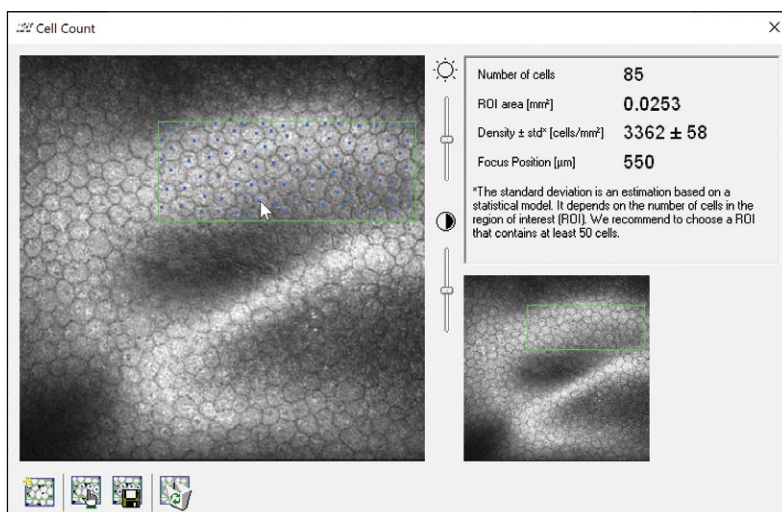 Cell Count
Number of cells 85
ROI area [mm²] 0.0253
Density ± std* [cells/mm²] 3362 ± 58
Focus Position [µm] 550
*The standard deviation is an estimation based on a
statistical model. It depends on the number of cells in the
region of interest (ROI). We recommend to choose a ROI
that contains at least 50 cells.